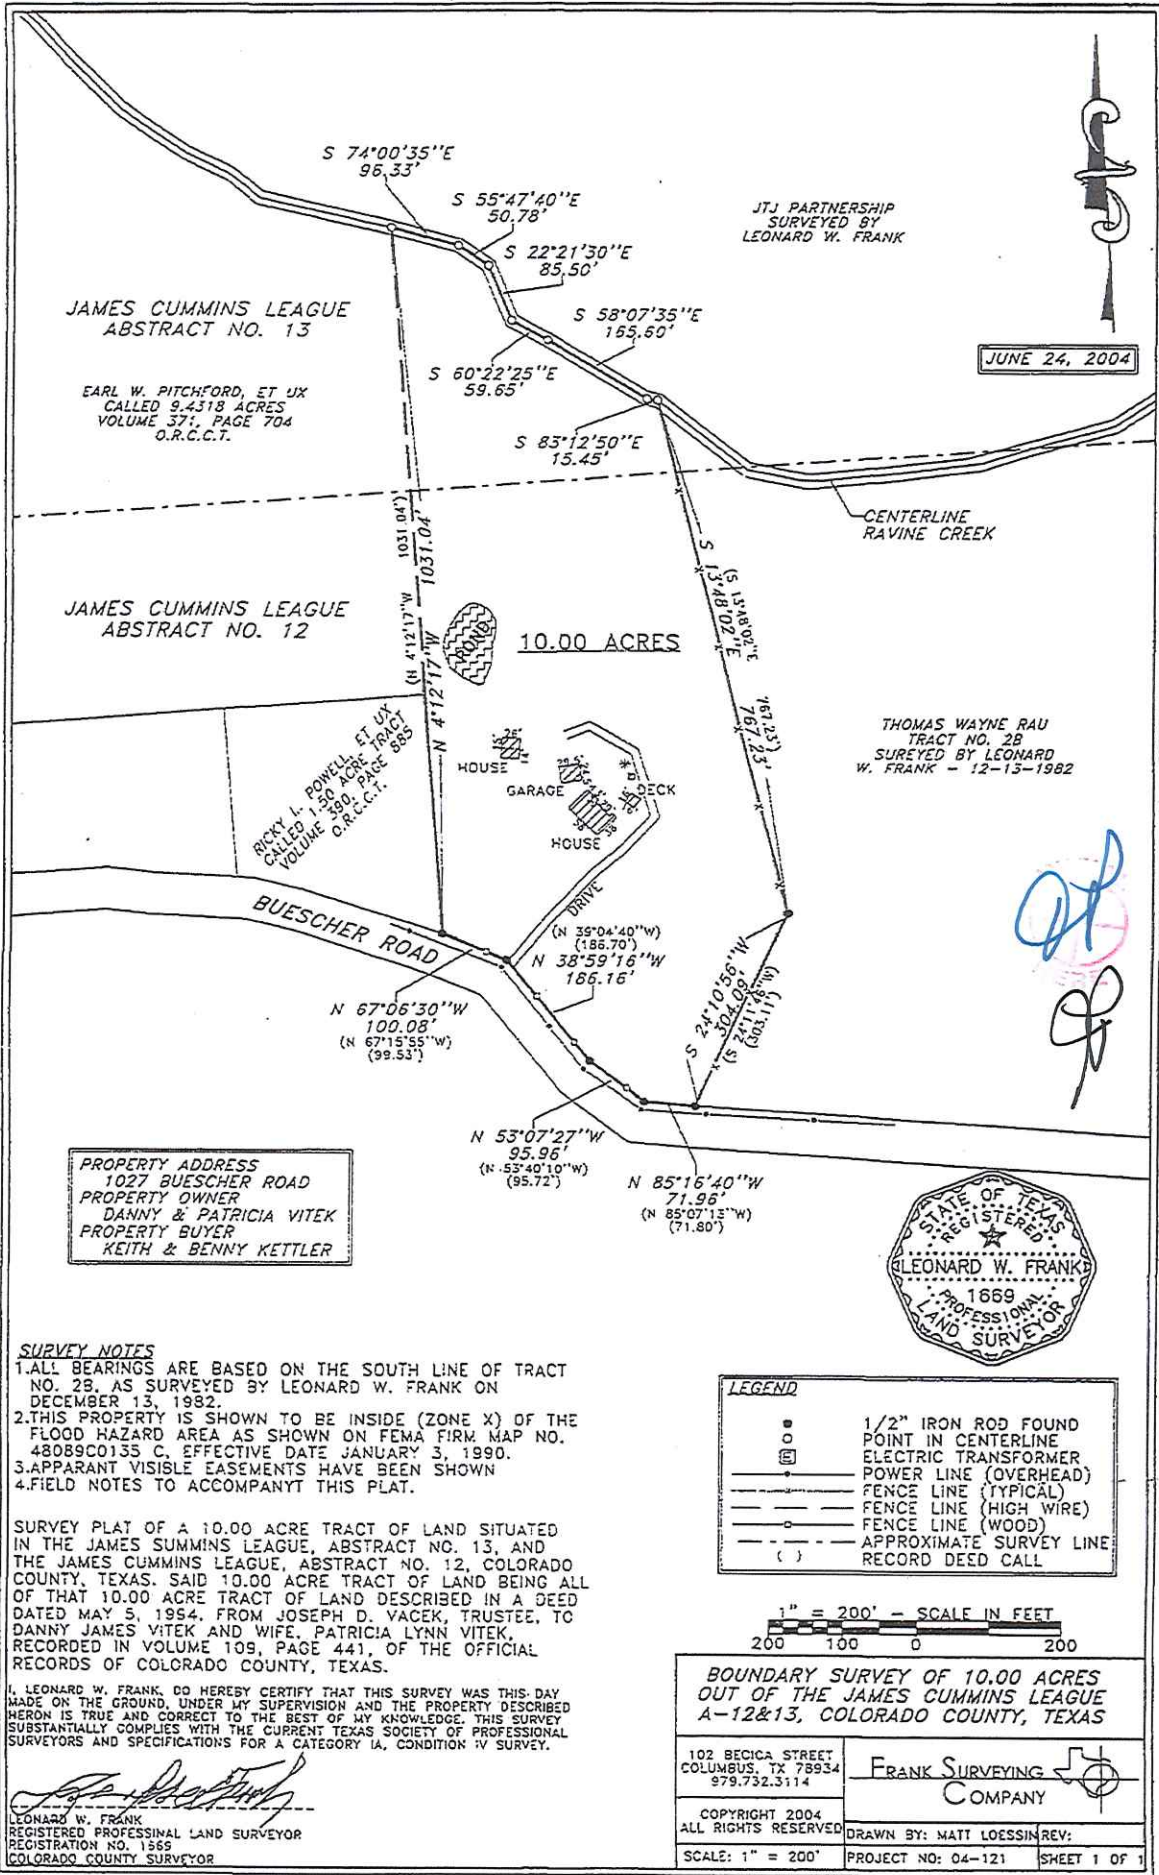 S 74°00'35"E
96.33'
S 55°47'40"E
50.78'
S 22°21'30"E
85.50'
S 58°07'35"E
165.60'
S 60°22'25"E
59.65'
S 83°12'50"E
15.45'
JTJ PARTNERSHIP
SURVEYED BY
LEONARD W. FRANK
JUNE 24, 2004
JAMES CUMMINS LEAGUE
ABSTRACT NO. 13
EARL W. PITCHFORD, ET UX
CALLED 9.4318 ACRES
VOLUME 371, PAGE 704
O.R.C.C.T.
CENTERLINE
RAVINE CREEK
JAMES CUMMINS LEAGUE
ABSTRACT NO. 12
(N 4°12'17"W 1031.04')
N 4°12'17"W 1031.04'
POND
10.00 ACRES
S 13°48'02"E 767.23'
(S 13°48'02"E 767.23')
THOMAS WAYNE RAU
TRACT NO. 2B
SUREYED BY LEONARD
W. FRANK - 12-13-1982
RICKY L. POWELL, ET UX
CALLED 1.50 ACRE TRACT
VOLUME 390, PAGE 885
O.R.C.C.T.
HOUSE
GARAGE
DECK
HOUSE
DRIVE
BUESCHER ROAD
(N 39°04'40"W)
(186.70')
N 38°59'16"W
186.16'
S 24°10'56"W
304.09'
(S 24°11'46"W)
(303.11')
N 67°06'30"W
100.08'
(N 67°15'55"W)
(99.53')
N 53°07'27"W
95.96'
(N 53°40'10"W)
(95.72')
N 85°16'40"W
71.96'
(N 85°07'13"W)
(71.80')
PROPERTY ADDRESS
1027 BUESCHER ROAD
PROPERTY OWNER
DANNY & PATRICIA VITEK
PROPERTY BUYER
KEITH & BENNY KETTLER
STATE OF TEXAS
REGISTERED
LEONARD W. FRANK
1669
PROFESSIONAL
LAND SURVEYOR
SURVEY NOTES
1.ALL BEARINGS ARE BASED ON THE SOUTH LINE OF TRACT
NO. 2B, AS SURVEYED BY LEONARD W. FRANK ON
DECEMBER 13, 1982.
2.THIS PROPERTY IS SHOWN TO BE INSIDE (ZONE X) OF THE
FLOOD HAZARD AREA AS SHOWN ON FEMA FIRM MAP NO.
48089C0135 C, EFFECTIVE DATE JANUARY 3, 1990.
3.APPARANT VISIBLE EASEMENTS HAVE BEEN SHOWN
4.FIELD NOTES TO ACCOMPANYT THIS PLAT.
SURVEY PLAT OF A 10.00 ACRE TRACT OF LAND SITUATED
IN THE JAMES SUMMINS LEAGUE, ABSTRACT NO. 13, AND
THE JAMES CUMMINS LEAGUE, ABSTRACT NO. 12, COLORADO
COUNTY, TEXAS. SAID 10.00 ACRE TRACT OF LAND BEING ALL
OF THAT 10.00 ACRE TRACT OF LAND DESCRIBED IN A DEED
DATED MAY 5, 1994, FROM JOSEPH D. VACEK, TRUSTEE, TO
DANNY JAMES VITEK AND WIFE, PATRICIA LYNN VITEK,
RECORDED IN VOLUME 109, PAGE 441, OF THE OFFICIAL
RECORDS OF COLORADO COUNTY, TEXAS.
I, LEONARD W. FRANK, DO HEREBY CERTIFY THAT THIS SURVEY WAS THIS DAY
MADE ON THE GROUND, UNDER MY SUPERVISION AND THE PROPERTY DESCRIBED
HERON IS TRUE AND CORRECT TO THE BEST OF MY KNOWLEDGE. THIS SURVEY
SUBSTANTIALLY COMPLIES WITH THE CURRENT TEXAS SOCIETY OF PROFESSIONAL
SURVEYORS AND SPECIFICATIONS FOR A CATEGORY IA, CONDITION IV SURVEY.
LEONARD W. FRANK
REGISTERED PROFESSINAL LAND SURVEYOR
REGISTRATION NO. 1669
COLORADO COUNTY SURVEYOR
LEGEND
1/2" IRON ROD FOUND
POINT IN CENTERLINE
E ELECTRIC TRANSFORMER
POWER LINE (OVERHEAD)
FENCE LINE (TYPICAL)
FENCE LINE (HIGH WIRE)
FENCE LINE (WOOD)
APPROXIMATE SURVEY LINE
( ) RECORD DEED CALL
1" = 200' - SCALE IN FEET
200 100 0 200
BOUNDARY SURVEY OF 10.00 ACRES
OUT OF THE JAMES CUMMINS LEAGUE
A-12&13, COLORADO COUNTY, TEXAS
102 BECICA STREET
COLUMBUS, TX 78934
979.732.3114
FRANK SURVEYING
COMPANY
COPYRIGHT 2004
ALL RIGHTS RESERVED
DRAWN BY: MATT LOESSIN
REV:
SCALE: 1" = 200'
PROJECT NO: 04-121
SHEET 1 OF 1